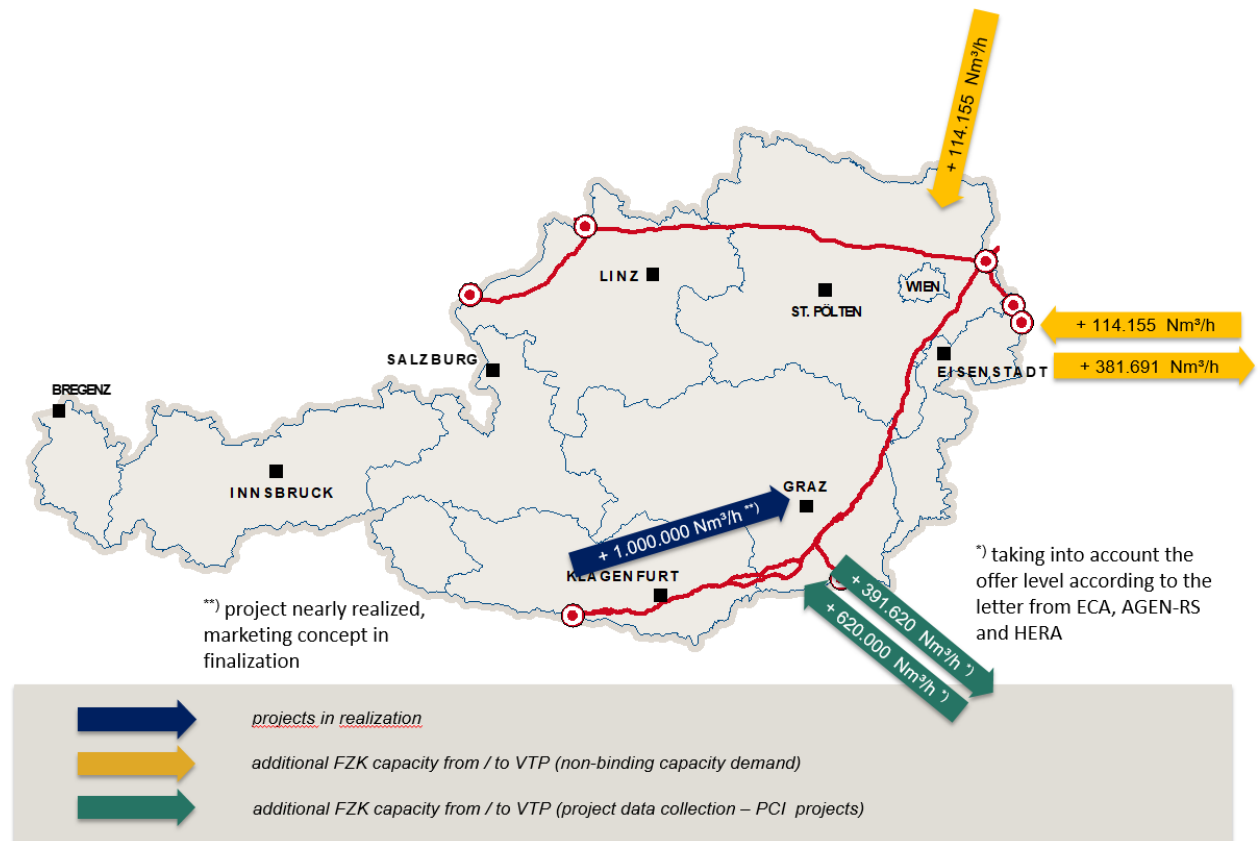 + 114.155 Nm³/h
LINZ
WIEN
ST. PÖLTEN
+ 114.155 Nm³/h
SALZBURG
EISENSTADT
+ 381.691 Nm³/h
BREGENZ
INNSBRUCK
GRAZ
+ 1.000.000 Nm³/h **)
KLAGENFURT
+ 391.620 Nm³/h *)
+ 620.000 Nm³/h *)
*) taking into account the
offer level according to the
letter from ECA, AGEN-RS
and HERA
**) project nearly realized,
marketing concept in
finalization
projects in realization
additional FZK capacity from / to VTP (non-binding capacity demand)
additional FZK capacity from / to VTP (project data collection – PCI projects)